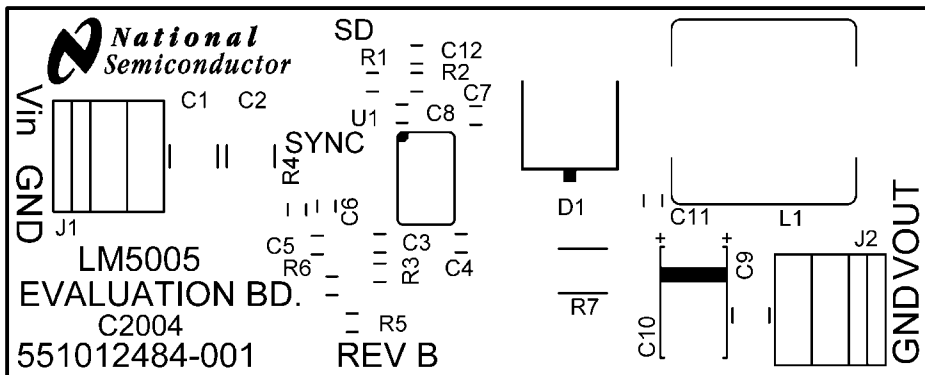 National
Semiconductor
SD
R1
C12
R2
C7
C8
C1
C2
U1
SYNC
R4
Vin
GND
J1
C6
C5
R6
C3
R3
C4
R5
D1
R7
C11
L1
+
+
C9
C10
J2
GND VOUT
LM5005
EVALUATION BD.
C2004
551012484-001
REV B